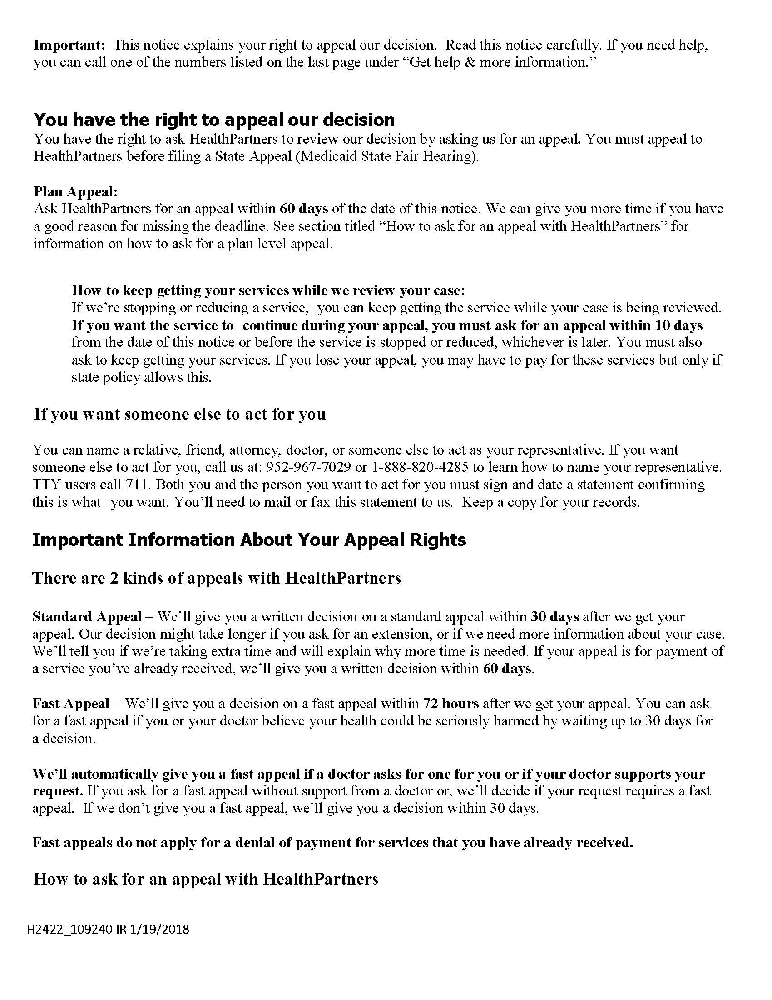 Important:  This notice explains your right to appeal our decision.  Read this notice carefully. If you need help,
you can call one of the numbers listed on the last page under “Get help & more information.”
You have the right to appeal our decision
You have the right to ask HealthPartners to review our decision by asking us for an appeal. You must appeal to
HealthPartners before filing a State Appeal (Medicaid State Fair Hearing).
Plan Appeal:
Ask HealthPartners for an appeal within 60 days of the date of this notice. We can give you more time if you have
a good reason for missing the deadline. See section titled “How to ask for an appeal with HealthPartners” for
information on how to ask for a plan level appeal.
How to keep getting your services while we review your case:
If we’re stopping or reducing a service,  you can keep getting the service while your case is being reviewed.
If you want the service to  continue during your appeal, you must ask for an appeal within 10 days
from the date of this notice or before the service is stopped or reduced, whichever is later. You must also
ask to keep getting your services. If you lose your appeal, you may have to pay for these services but only if
state policy allows this.
If you want someone else to act for you
You can name a relative, friend, attorney, doctor, or someone else to act as your representative. If you want
someone else to act for you, call us at: 952-967-7029 or 1-888-820-4285 to learn how to name your representative.
TTY users call 711. Both you and the person you want to act for you must sign and date a statement confirming
this is what  you want. You’ll need to mail or fax this statement to us.  Keep a copy for your records.
Important Information About Your Appeal Rights
There are 2 kinds of appeals with HealthPartners
Standard Appeal – We’ll give you a written decision on a standard appeal within 30 days after we get your
appeal. Our decision might take longer if you ask for an extension, or if we need more information about your case.
We’ll tell you if we’re taking extra time and will explain why more time is needed. If your appeal is for payment of
a service you’ve already received, we’ll give you a written decision within 60 days.
Fast Appeal – We’ll give you a decision on a fast appeal within 72 hours after we get your appeal. You can ask
for a fast appeal if you or your doctor believe your health could be seriously harmed by waiting up to 30 days for
a decision.
We’ll automatically give you a fast appeal if a doctor asks for one for you or if your doctor supports your
request. If you ask for a fast appeal without support from a doctor or, we’ll decide if your request requires a fast
appeal.  If we don’t give you a fast appeal, we’ll give you a decision within 30 days.
Fast appeals do not apply for a denial of payment for services that you have already received.
How to ask for an appeal with HealthPartners
H2422_109240 IR 1/19/2018